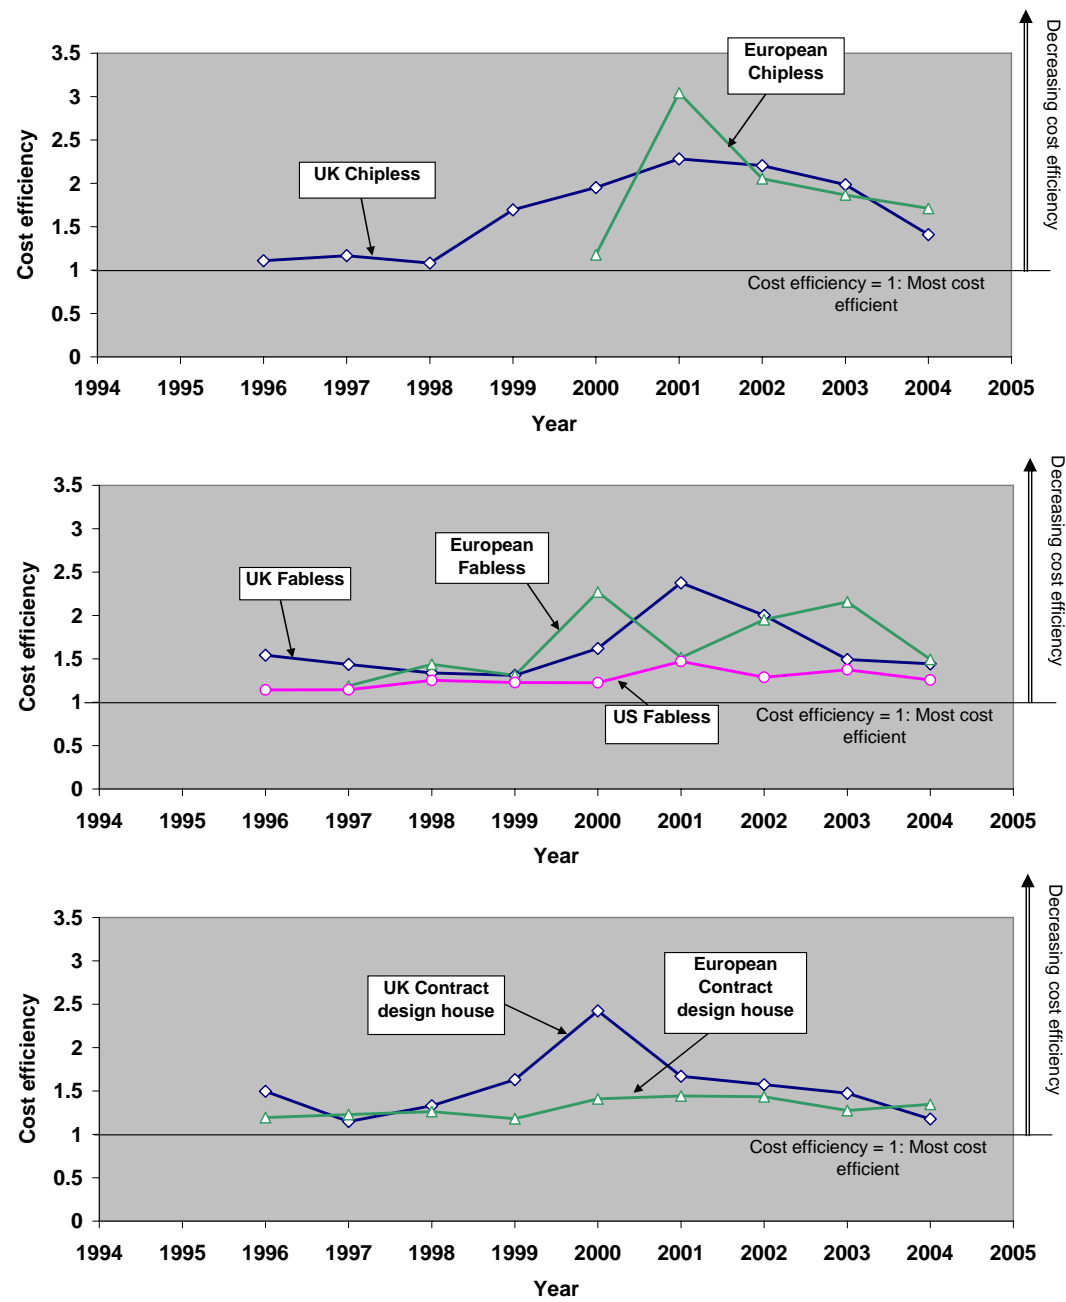 Decreasing cost efficiency
3.5
3
2.5
2
1.5
1
0.5
0
Cost efficiency
European
Chipless
UK Chipless
Cost efficiency = 1: Most cost
efficient
1994 1995 1996 1997 1998 1999 2000 2001 2002 2003 2004 2005
Year
Decreasing cost efficiency
3.5
3
2.5
2
1.5
1
0.5
0
Cost efficiency
European
Fabless
UK Fabless
US Fabless
Cost efficiency = 1: Most cost
efficient
1994 1995 1996 1997 1998 1999 2000 2001 2002 2003 2004 2005
Year
Decreasing cost efficiency
3.5
3
2.5
2
1.5
1
0.5
0
Cost efficiency
UK Contract
design house
European
Contract
design house
Cost efficiency = 1: Most cost
efficient
1994 1995 1996 1997 1998 1999 2000 2001 2002 2003 2004 2005
Year